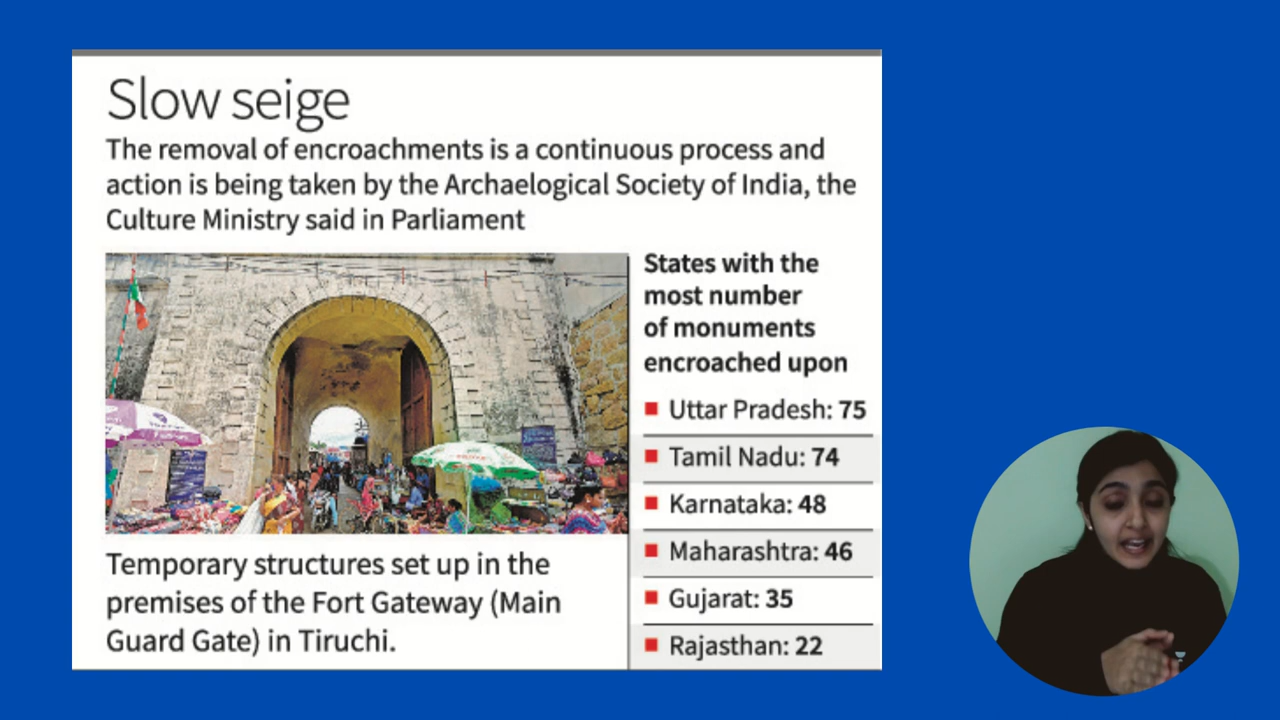 Slow seige
The removal of encroachments is a continuous process and
action is being taken by the Archaelogical Society of India, the
Culture Ministry said in Parliament
Temporary structures set up in the
premises of the Fort Gateway (Main
Guard Gate) in Tiruchi.
States with the
most number
of monuments
encroached upon
Uttar Pradesh: 75
Tamil Nadu: 74
Karnataka: 48
Maharashtra: 46
Gujarat: 35
Rajasthan: 22